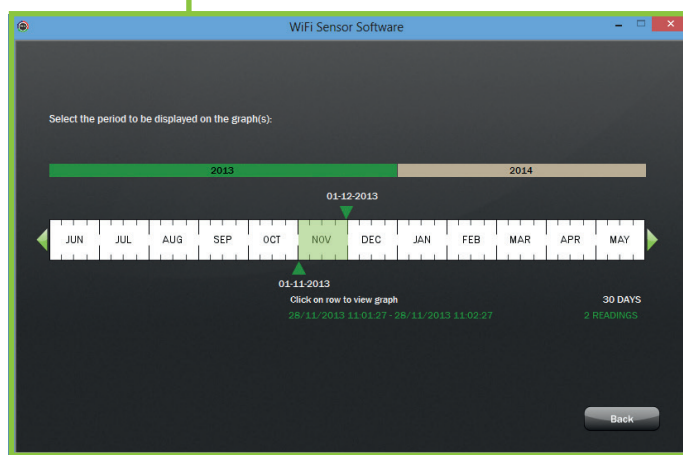 WiFi Sensor Software
Select the period to be displayed on the graph(s):
2013 2014
01-12-2013
JUN JUL AUG SEP OCT NOV DEC JAN FEB MAR APR MAY
01-11-2013
Click on row to view graph 30 DAYS
28/11/2013 11:01:27 - 28/11/2013 11:02:27 2 READINGS
Back